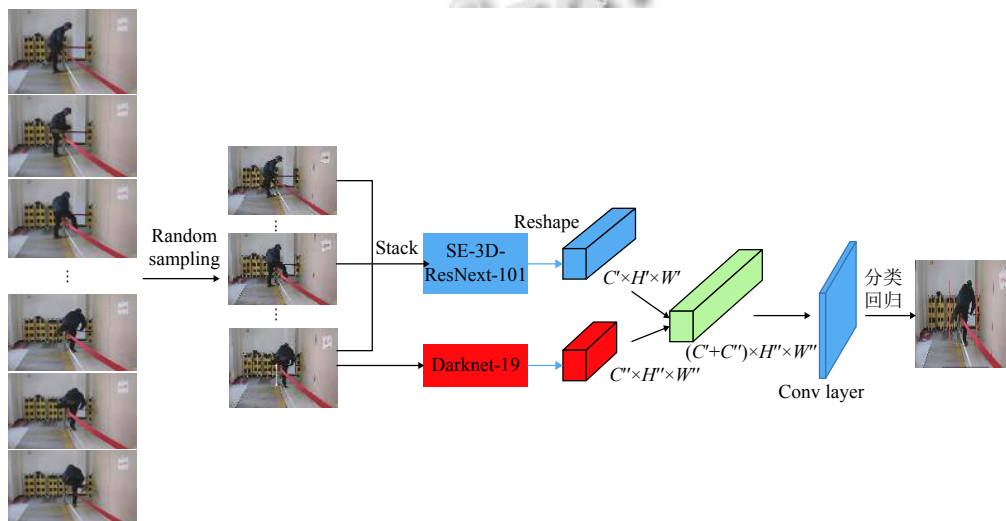 Random
sampling
Stack
SE-3D-
ResNext-101
Reshape
C′×H′×W′
Darknet-19
C″×H″×W″
(C′+C″)×H″×W″
Conv layer
分类
回归